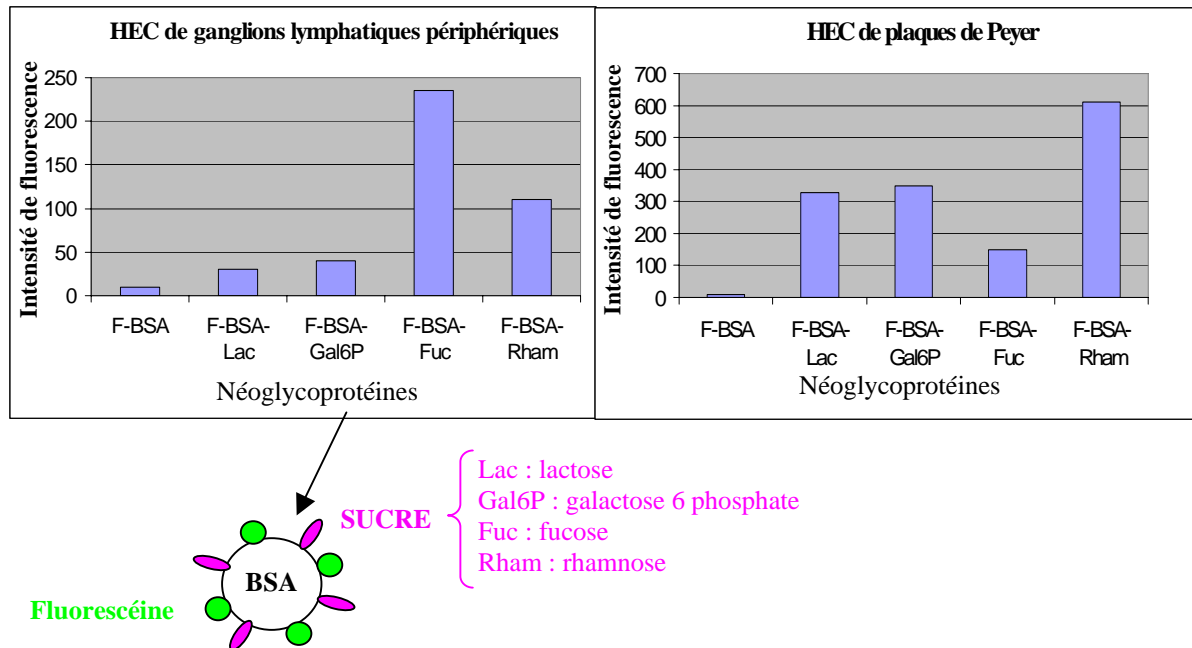 HEC de ganglions lymphatiques périphériques
Intensité de fluorescence
250
200
150
100
50
0
F-BSA
F-BSA-
Lac
F-BSA-
Gal6P
F-BSA-
Fuc
F-BSA-
Rham
Néoglycoprotéines
HEC de plaques de Peyer
Intensité de fluorescence
700
600
500
400
300
200
100
0
F-BSA
F-BSA-
Lac
F-BSA-
Gal6P
F-BSA-
Fuc
F-BSA-
Rham
Néoglycoprotéines
SUCRE
Lac : lactose
Gal6P : galactose 6 phosphate
Fuc : fucose
Rham : rhamnose
BSA
Fluorescéine